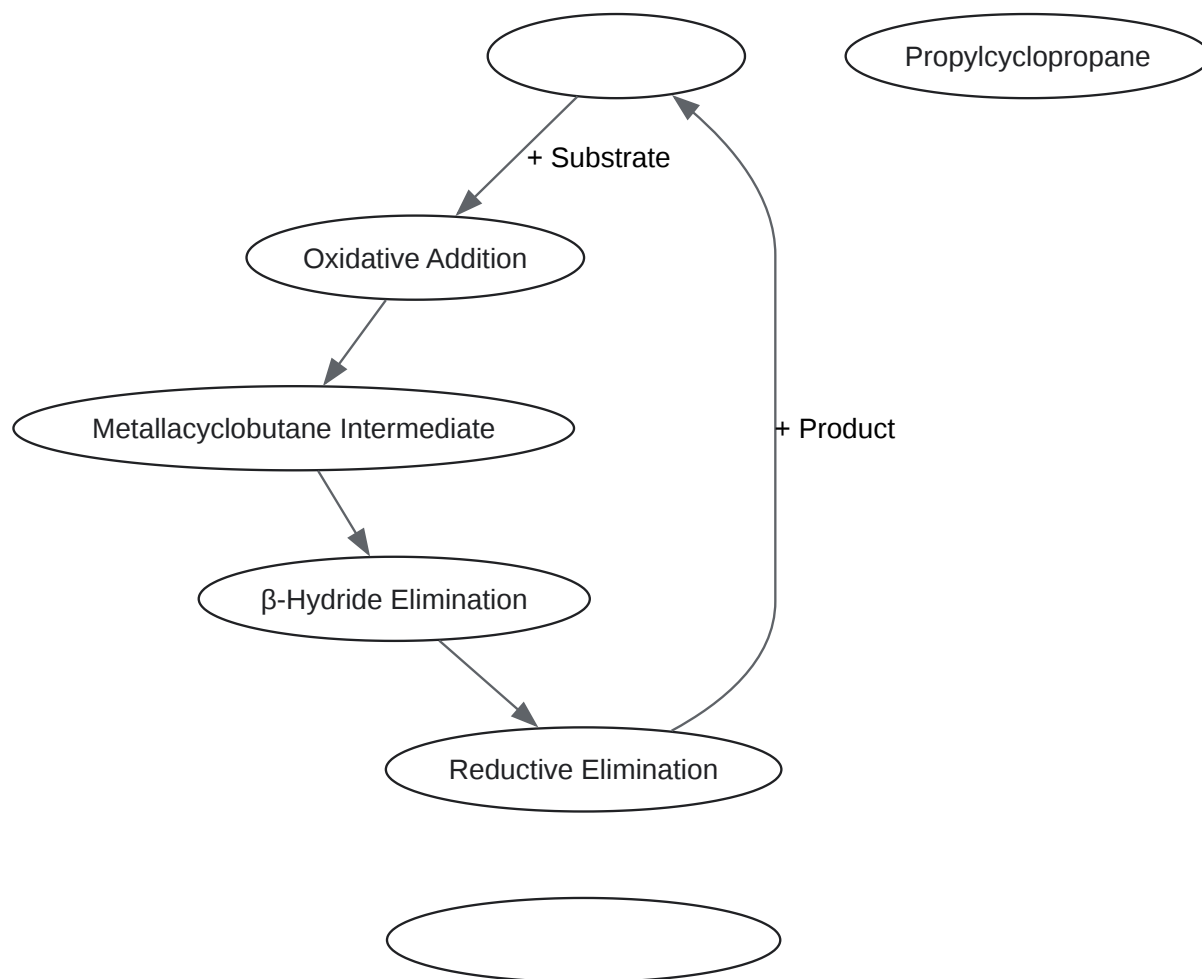 Propylcyclopropane
+ Substrate
Oxidative Addition
Metallacyclobutane Intermediate
+ Product
β-Hydride Elimination
Reductive Elimination